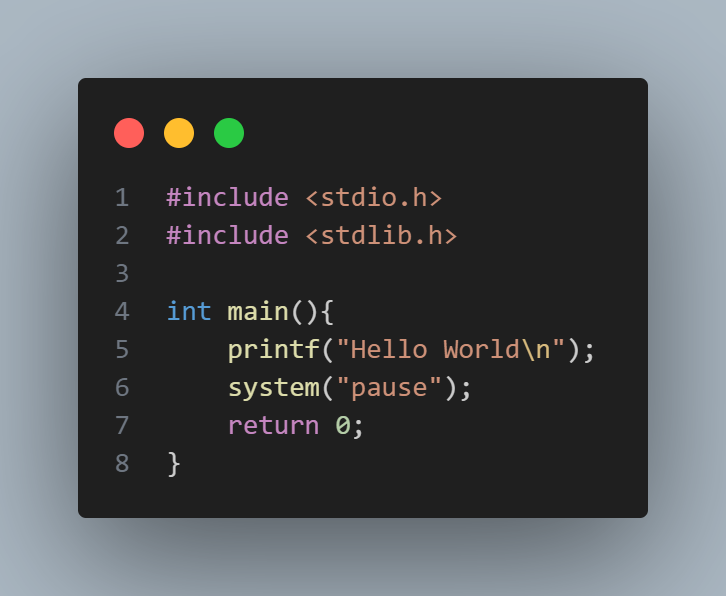 1 #include <stdio.h>
2 #include <stdlib.h>
3
4 int main(){
5     printf("Hello World\n");
6     system("pause");
7     return 0;
8 }